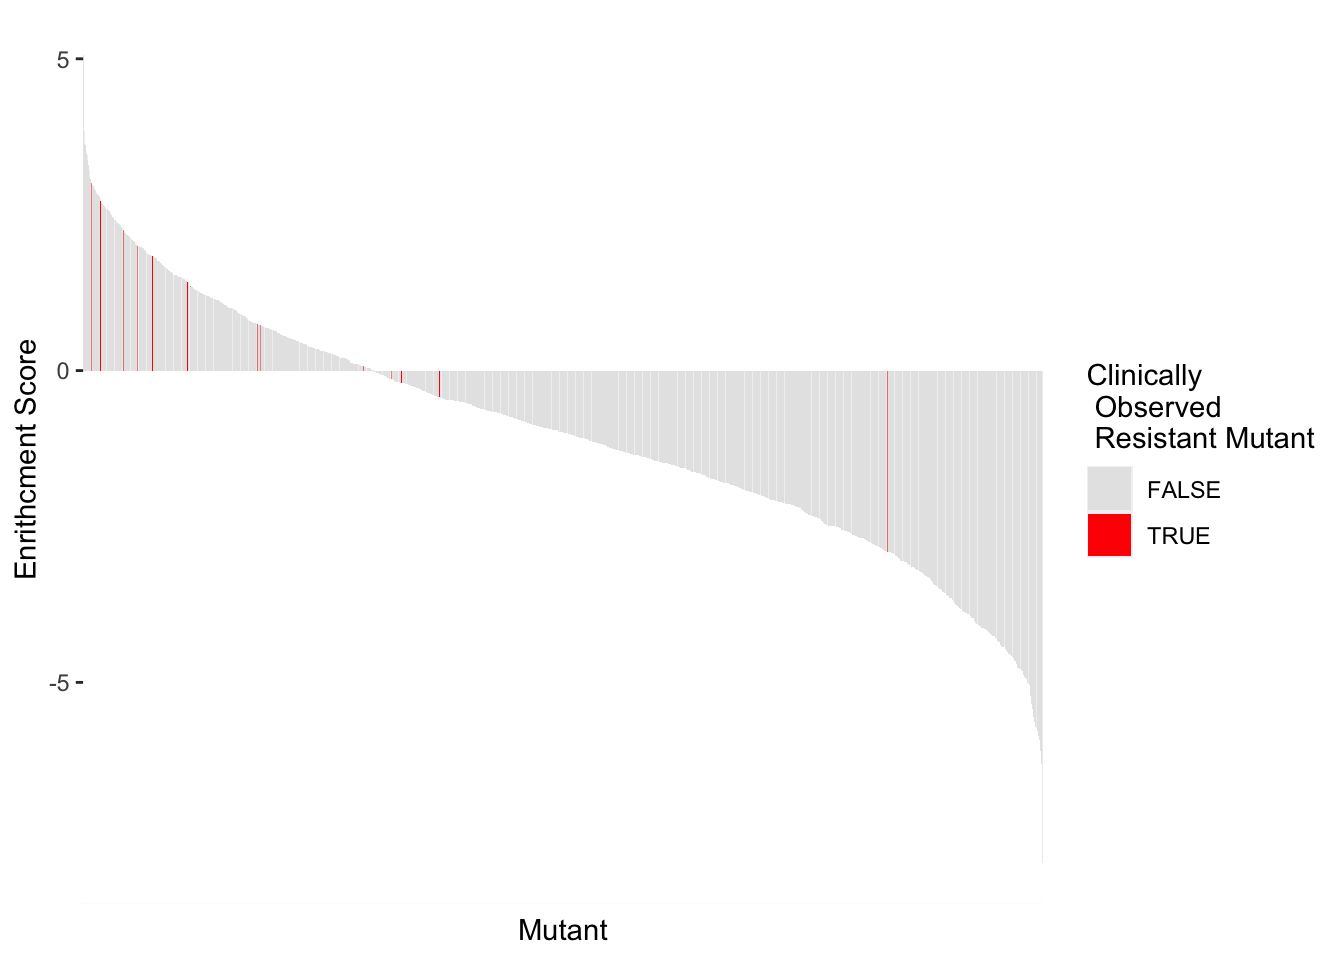 5
0
-5
Enrithcment Score
Mutant
Clinically
Observed
Resistant Mutant
FALSE
TRUE